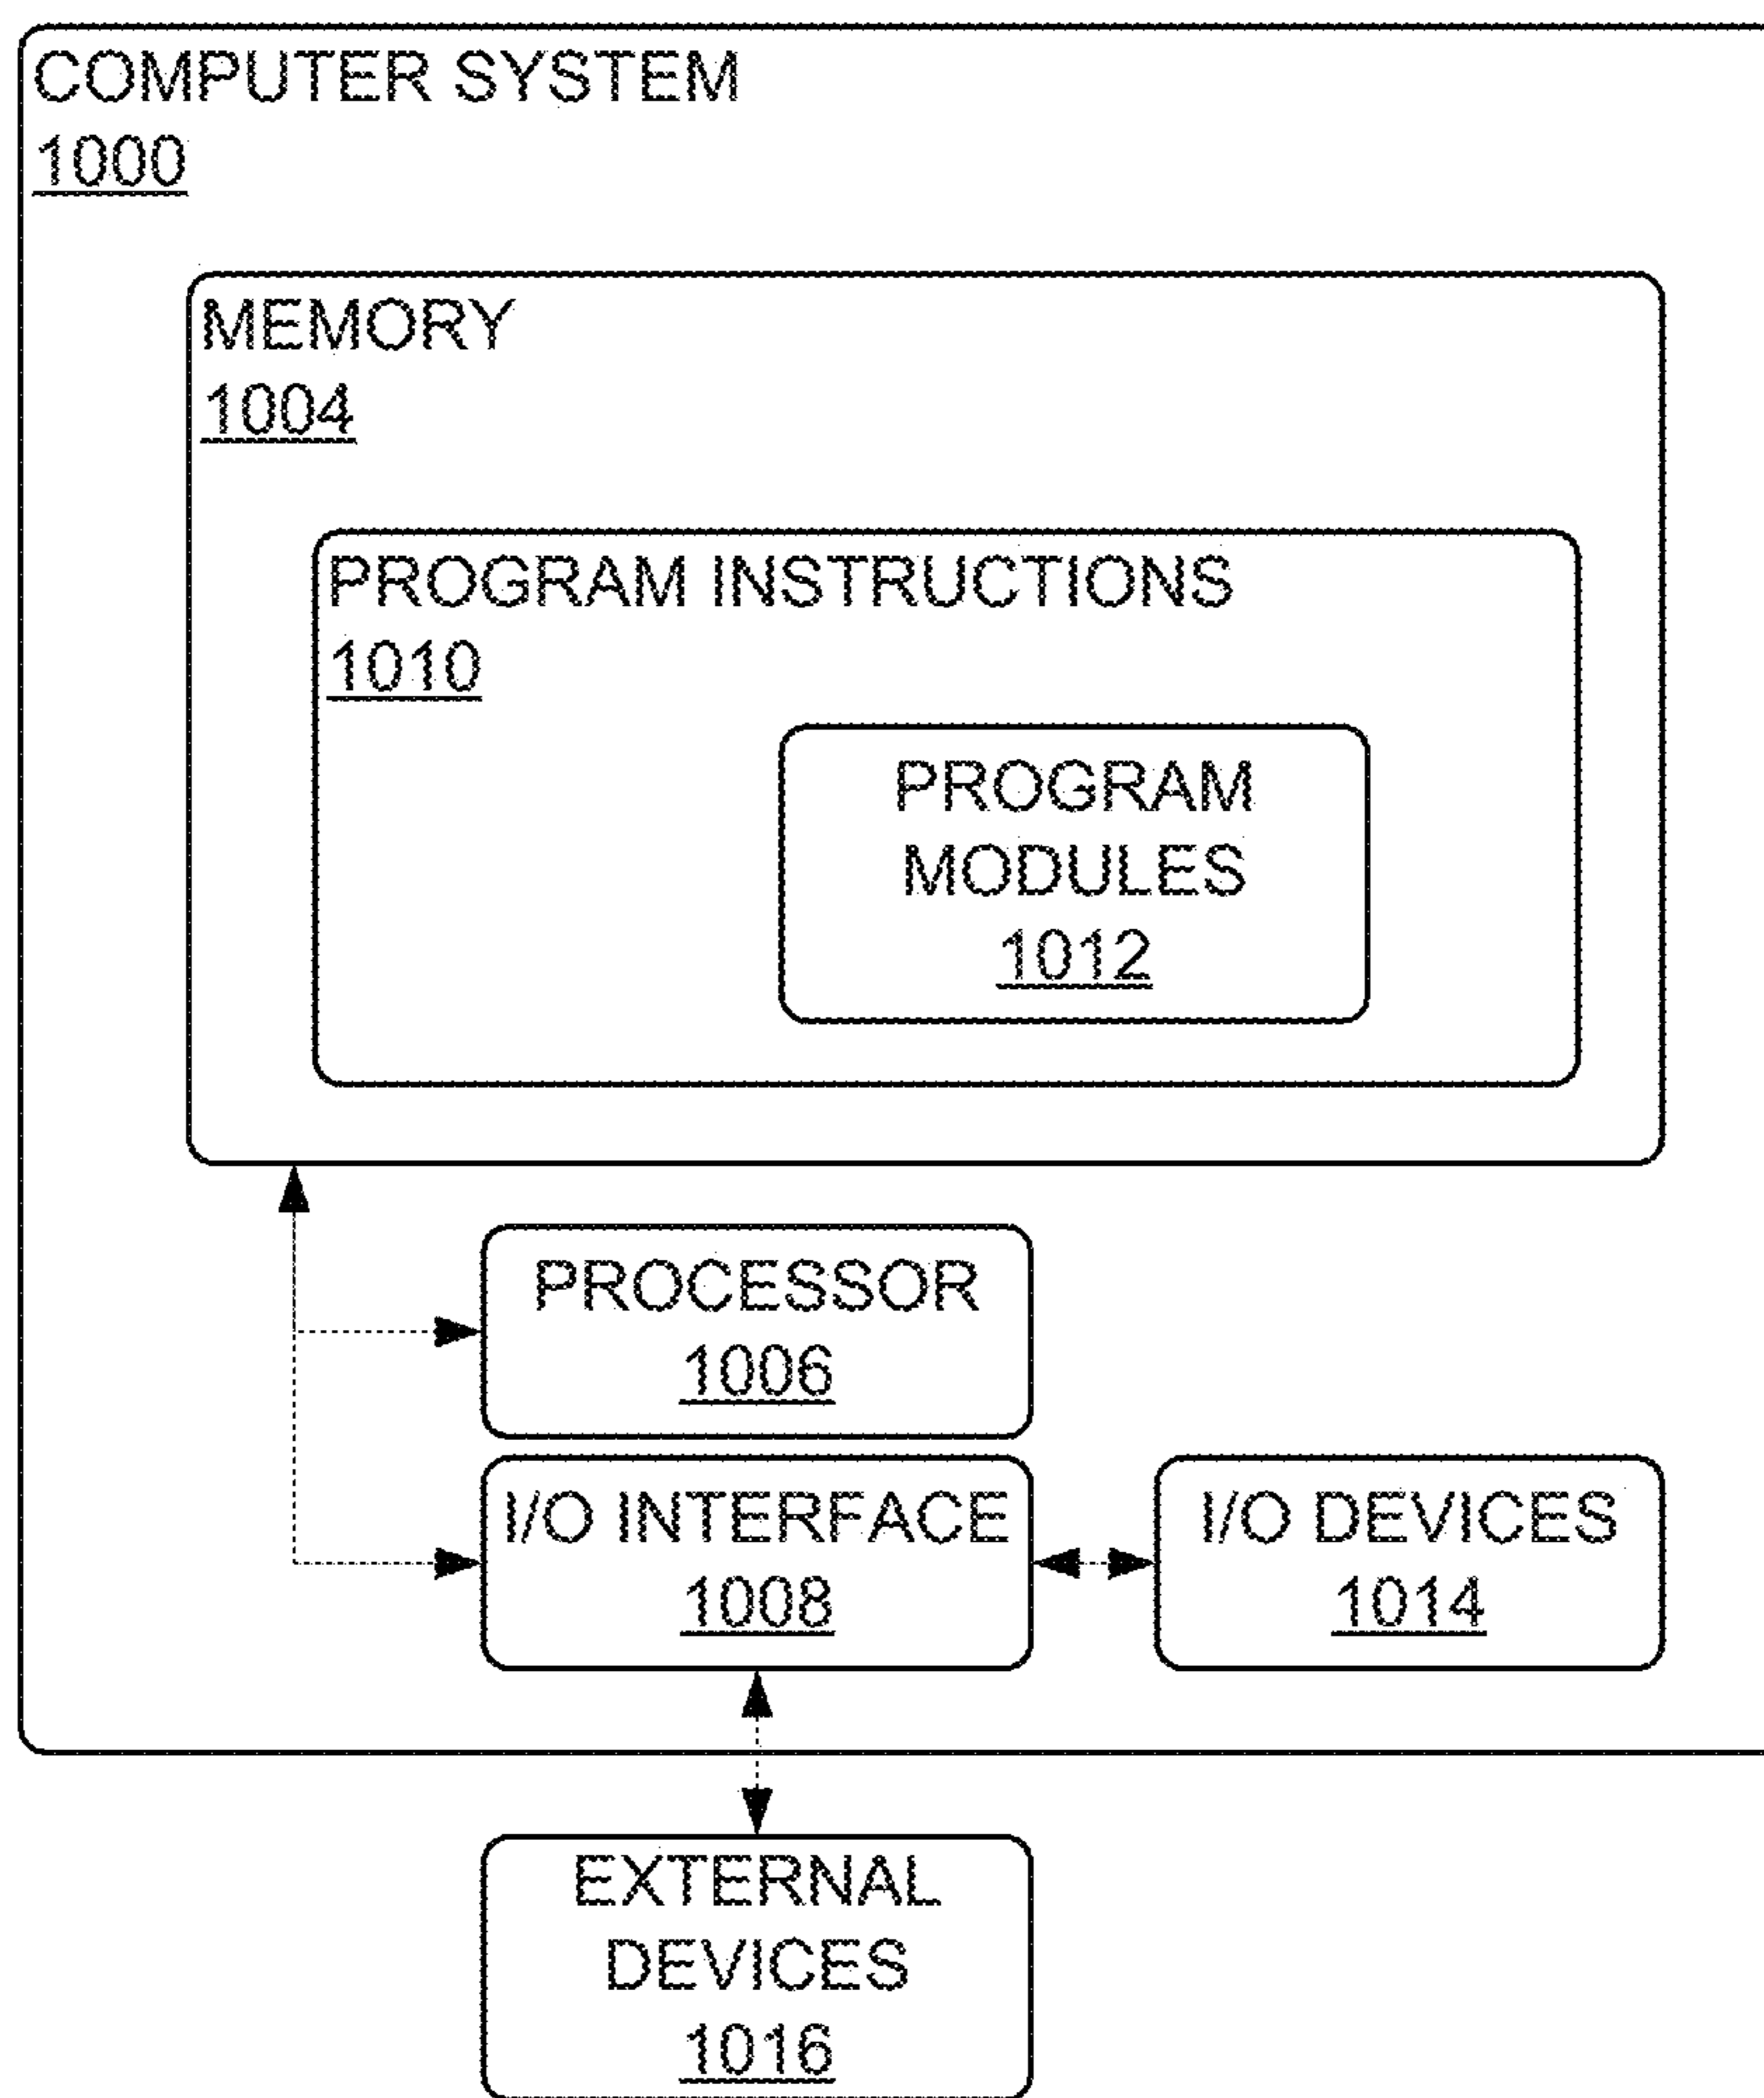 COMPUTER SYSTEM
1000
MEMORY
1004
PROGRAM INSTRUCTIONS
1010
PROGRAM
MODULES
1012
PROCESSOR
1006
I/O INTERFACE
1008
I/O DEVICES
1014
EXTERNAL
DEVICES
1016